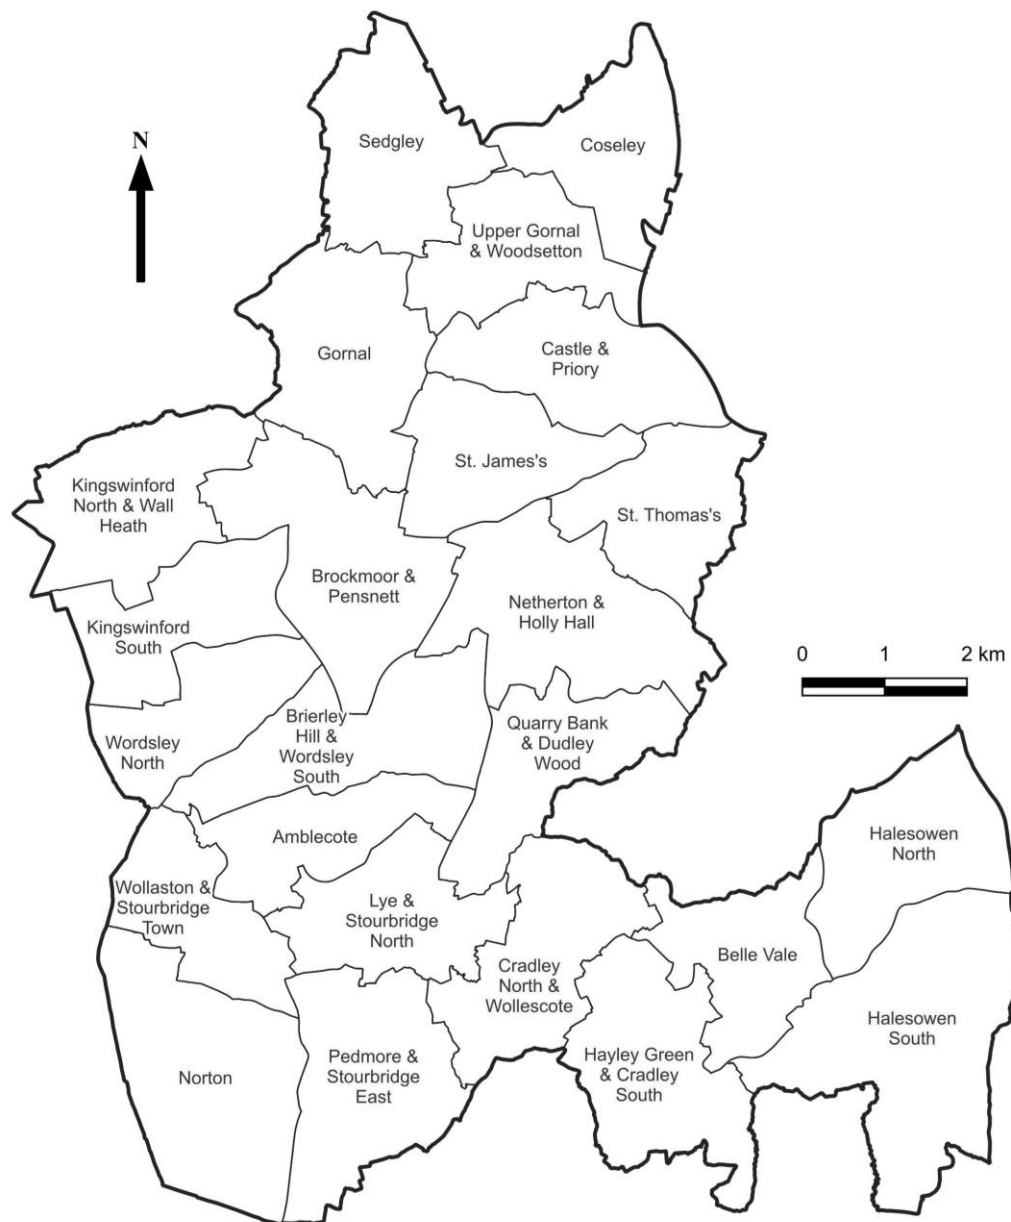 N
Sedgley
Coseley
Upper Gornal
& Woodsetton
Gornal
Castle &
Priory
St. James's
Kingswinford
North & Wall
Heath
St. Thomas's
Brockmoor &
Pensnett
Netherton &
Holly Hall
Kingswinford
South
0 1 2 km
Wordsley
North
Brierley
Hill &
Wordsley
South
Quarry Bank
& Dudley
Wood
Amblecote
Halesowen
North
Wollaston &
Stourbridge
Town
Lye &
Stourbridge
North
Belle Vale
Cradley
North &
Wollescote
Halesowen
South
Norton
Pedmore &
Stourbridge
East
Hayley Green
& Cradley
South